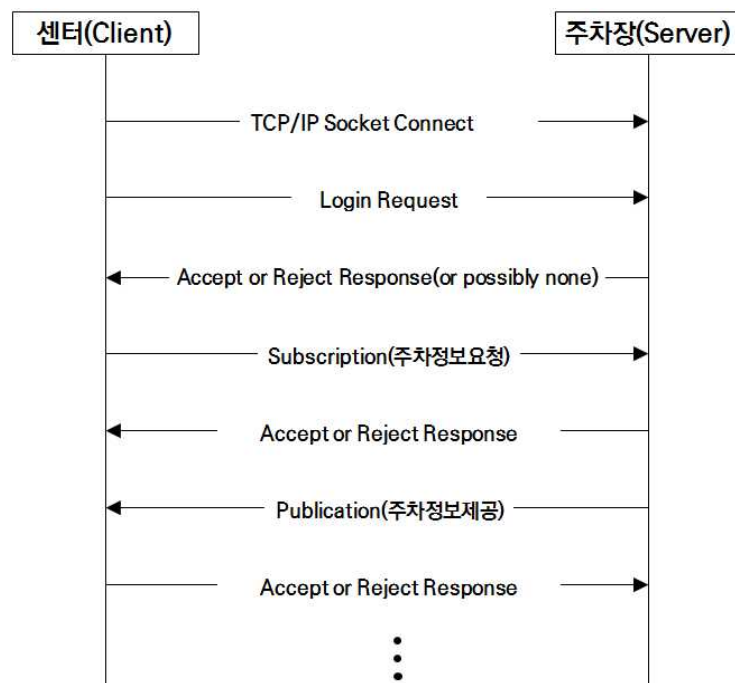 센터(Client)
주차장(Server)
TCP/IP Socket Connect
Login Request
Accept or Reject Response(or possibly none)
Subscription(주차정보요청)
Accept or Reject Response
Publication(주차정보제공)
Accept or Reject Response